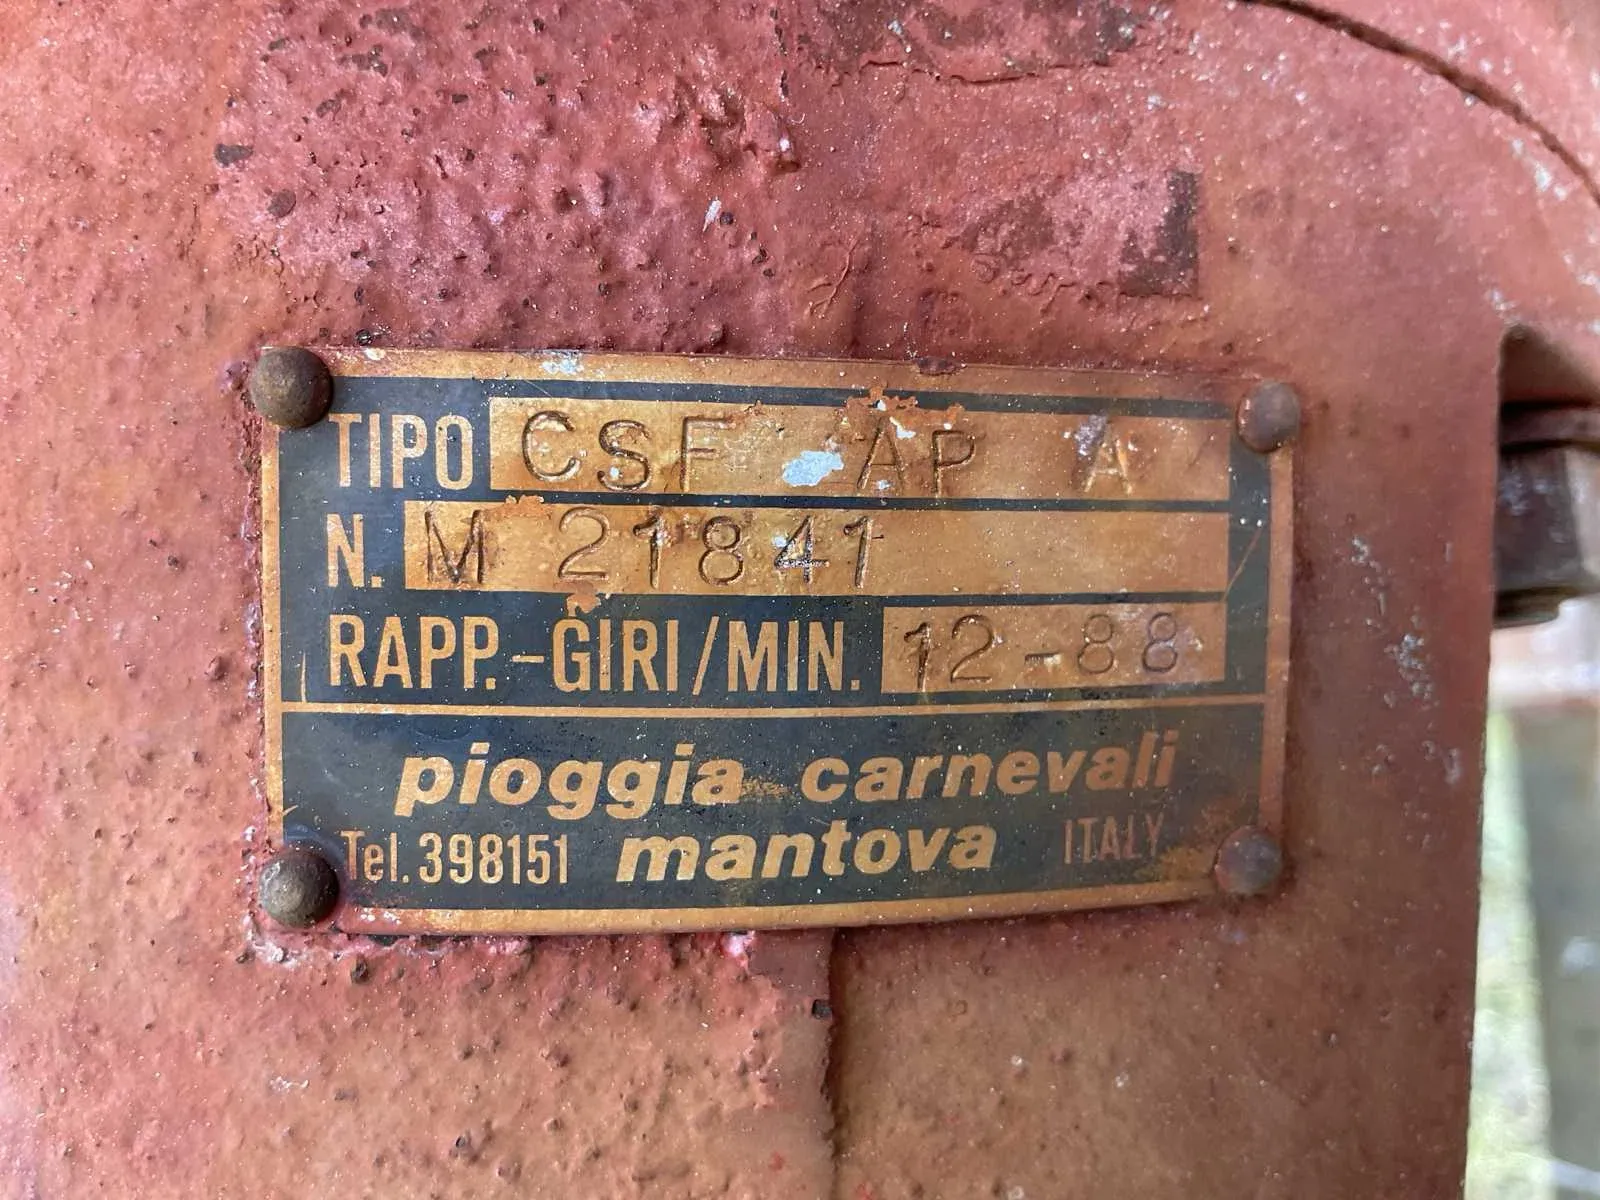 TIPO CSF AP A
N. M 21841
RAPP.-GIRI/MIN. 12-88
pioggia carnevali
Tel.398151 mantova ITALY